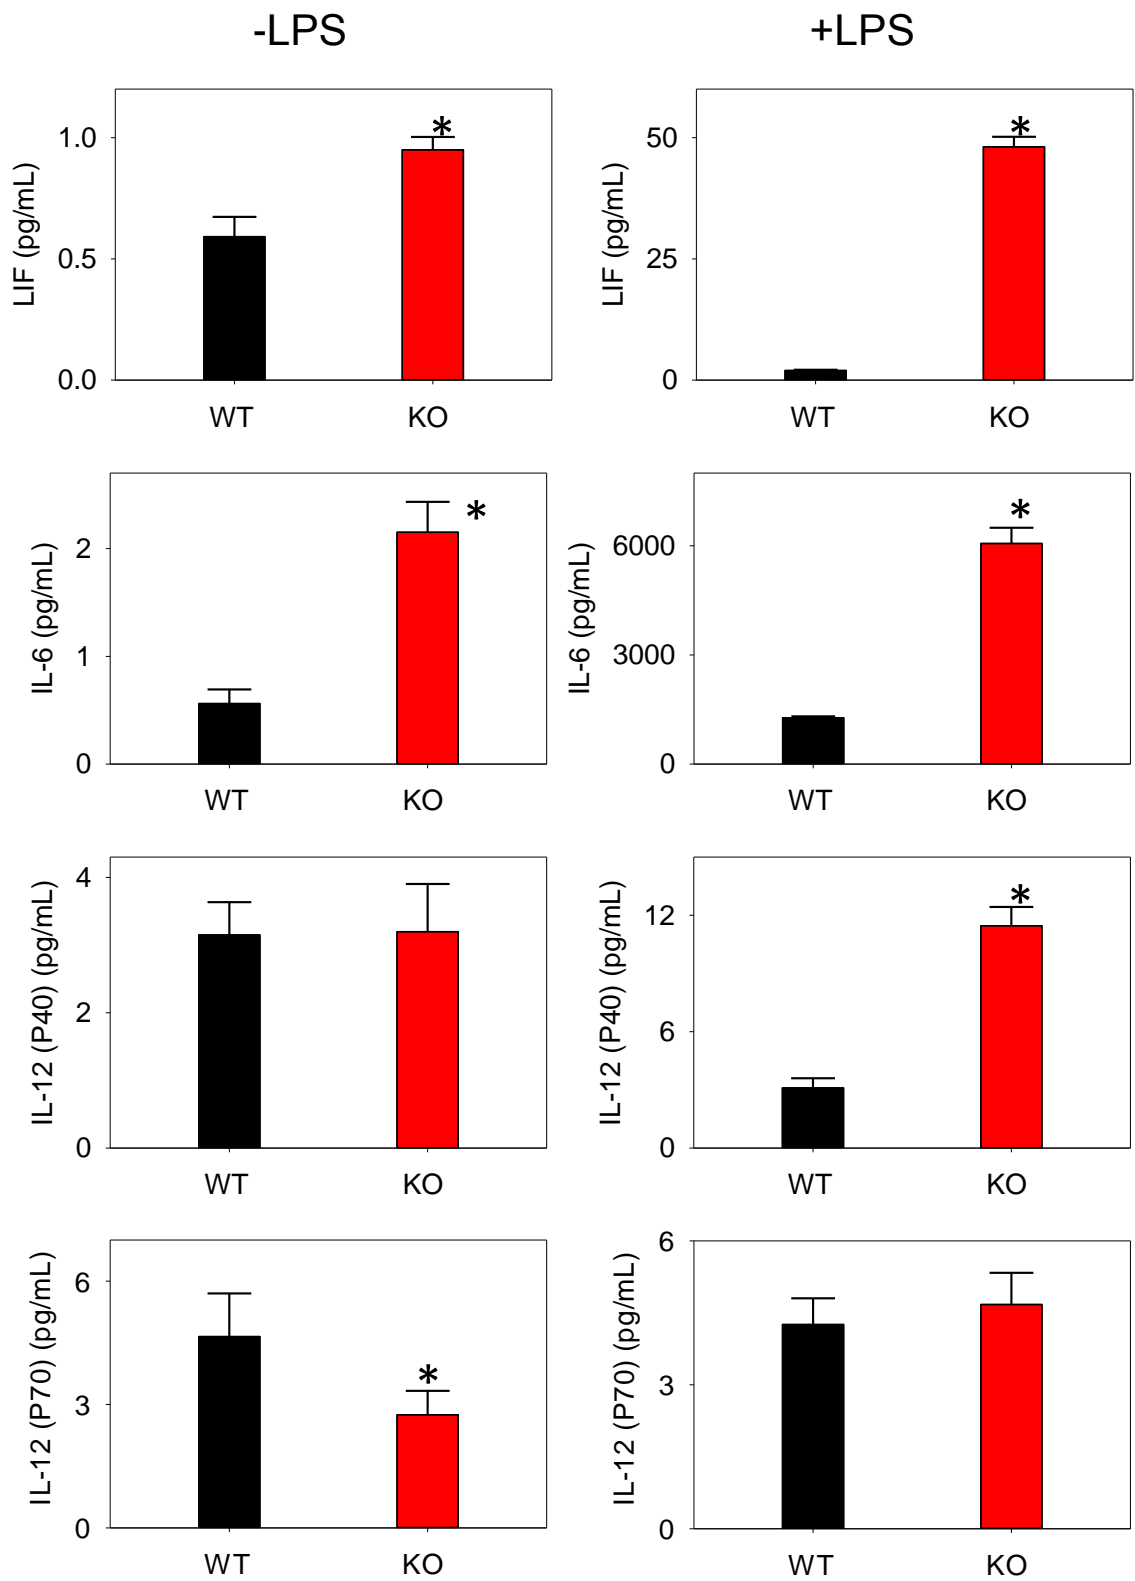 -LPS +LPS
LIF (pg/mL)
1.0
0.5
0.0
WT KO
*
LIF (pg/mL)
50
25
0
WT KO
*
IL-6 (pg/mL)
2
1
0
WT KO
*
IL-6 (pg/mL)
6000
3000
0
WT KO
*
IL-12 (P40) (pg/mL)
4
2
0
WT KO
IL-12 (P40) (pg/mL)
12
6
0
WT KO
*
IL-12 (P70) (pg/mL)
6
3
0
WT KO
*
IL-12 (P70) (pg/mL)
6
3
0
WT KO